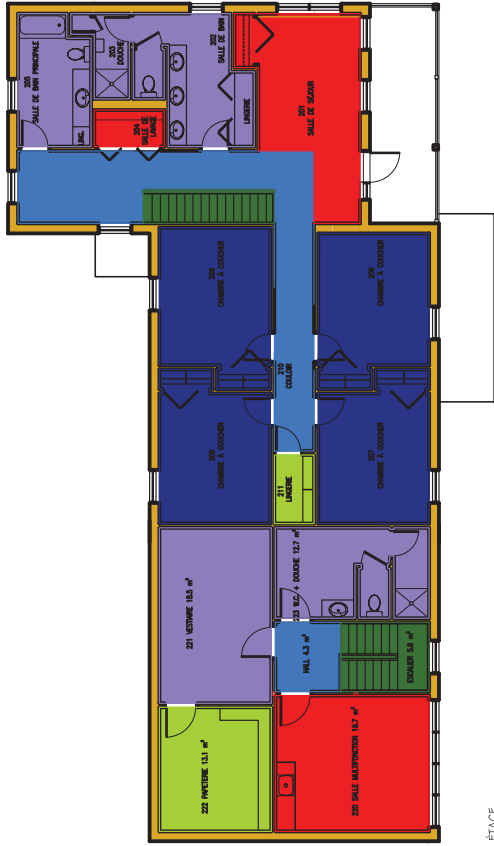 205
SALLE DE BAIN PRINCIPALE
203
DOUCHE
202
SALLE DE BAIN
LING.
204
SALLE DE
LAVAGE
LINGERIE
201
SALLE DE SÉJOUR
209
CHAMBRE À COUCHER
CHAMBRE À COUCHER
210
COULOIR
CHAMBRE À COUCHER
207
CHAMBRE À COUCHER
211
LINGERIE
221 VESTIAIRE 18.5 m²
223 W.C. + DOUCHE 12.7 m²
HALL 4.3 m²
ESCALIER 5.8 m²
222 PAPETERIE 13.1 m²
220 SALLE MULTIFONCTION 19.7 m²
ÉTAGE